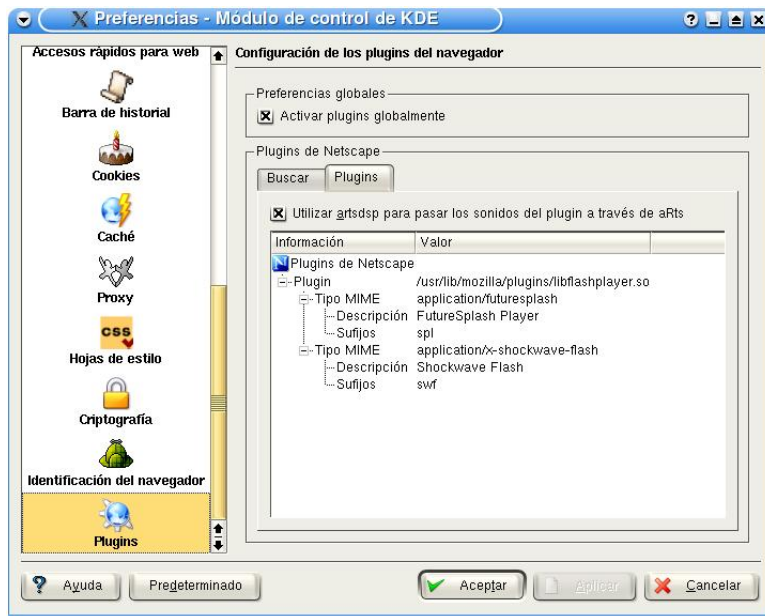 Preferencias - Módulo de control de KDE
Accesos rápidos para web
Barra de historial
Cookies
Caché
Proxy
css
Hojas de estilo
Criptografía
Identificación del navegador
Plugins
Configuración de los plugins del navegador
Preferencias globales
Activar plugins globalmente
Plugins de Netscape
Buscar Plugins
Utilizar artsdsp para pasar los sonidos del plugin a través de aRts
Información Valor
Plugins de Netscape
Plugin /usr/lib/mozilla/plugins/libflashplayer.so
Tipo MIME application/futuresplash
Descripción FutureSplash Player
Sufijos spl
Tipo MIME application/x-shockwave-flash
Descripción Shockwave Flash
Sufijos swf
Ayuda Predeterminado Aceptar Aplicar Cancelar